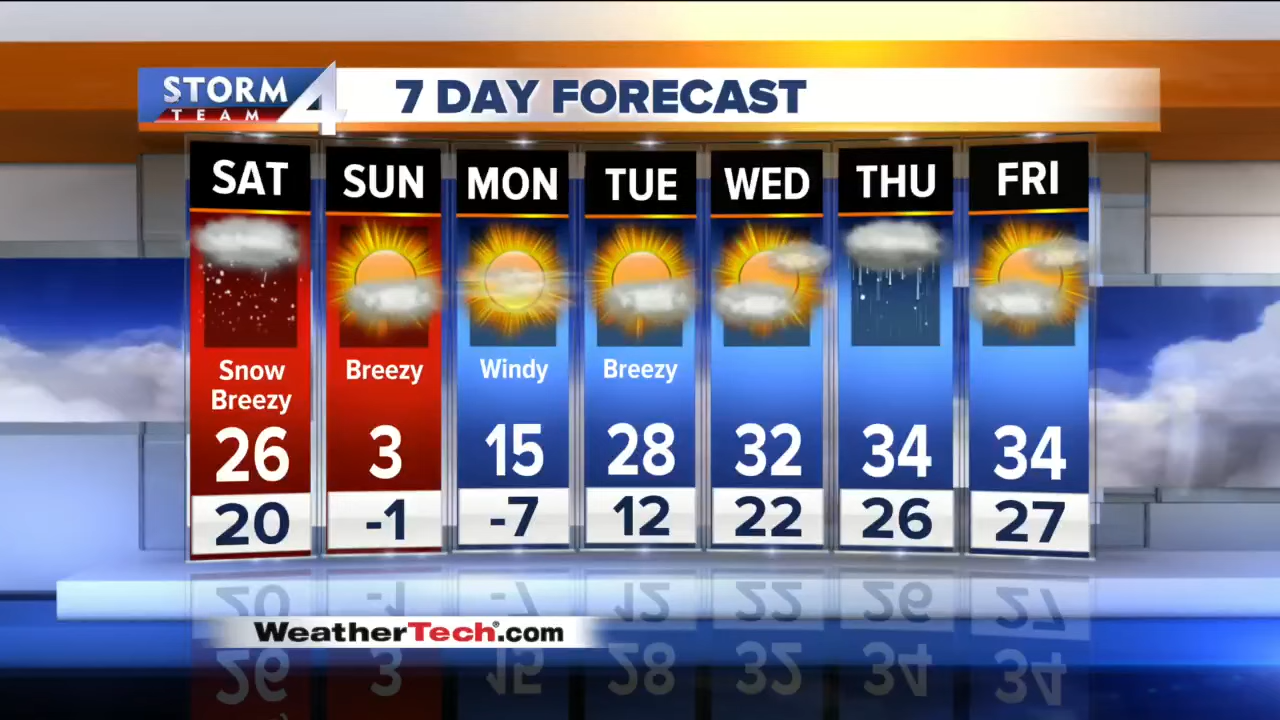 STORM TEAM 4
7 DAY FORECAST
SAT SUN MON TUE WED THU FRI
Snow Breezy Windy Breezy
Breezy
26 3 15 28 32 34 34
20 -1 -7 12 22 26 27
WeatherTech®.com